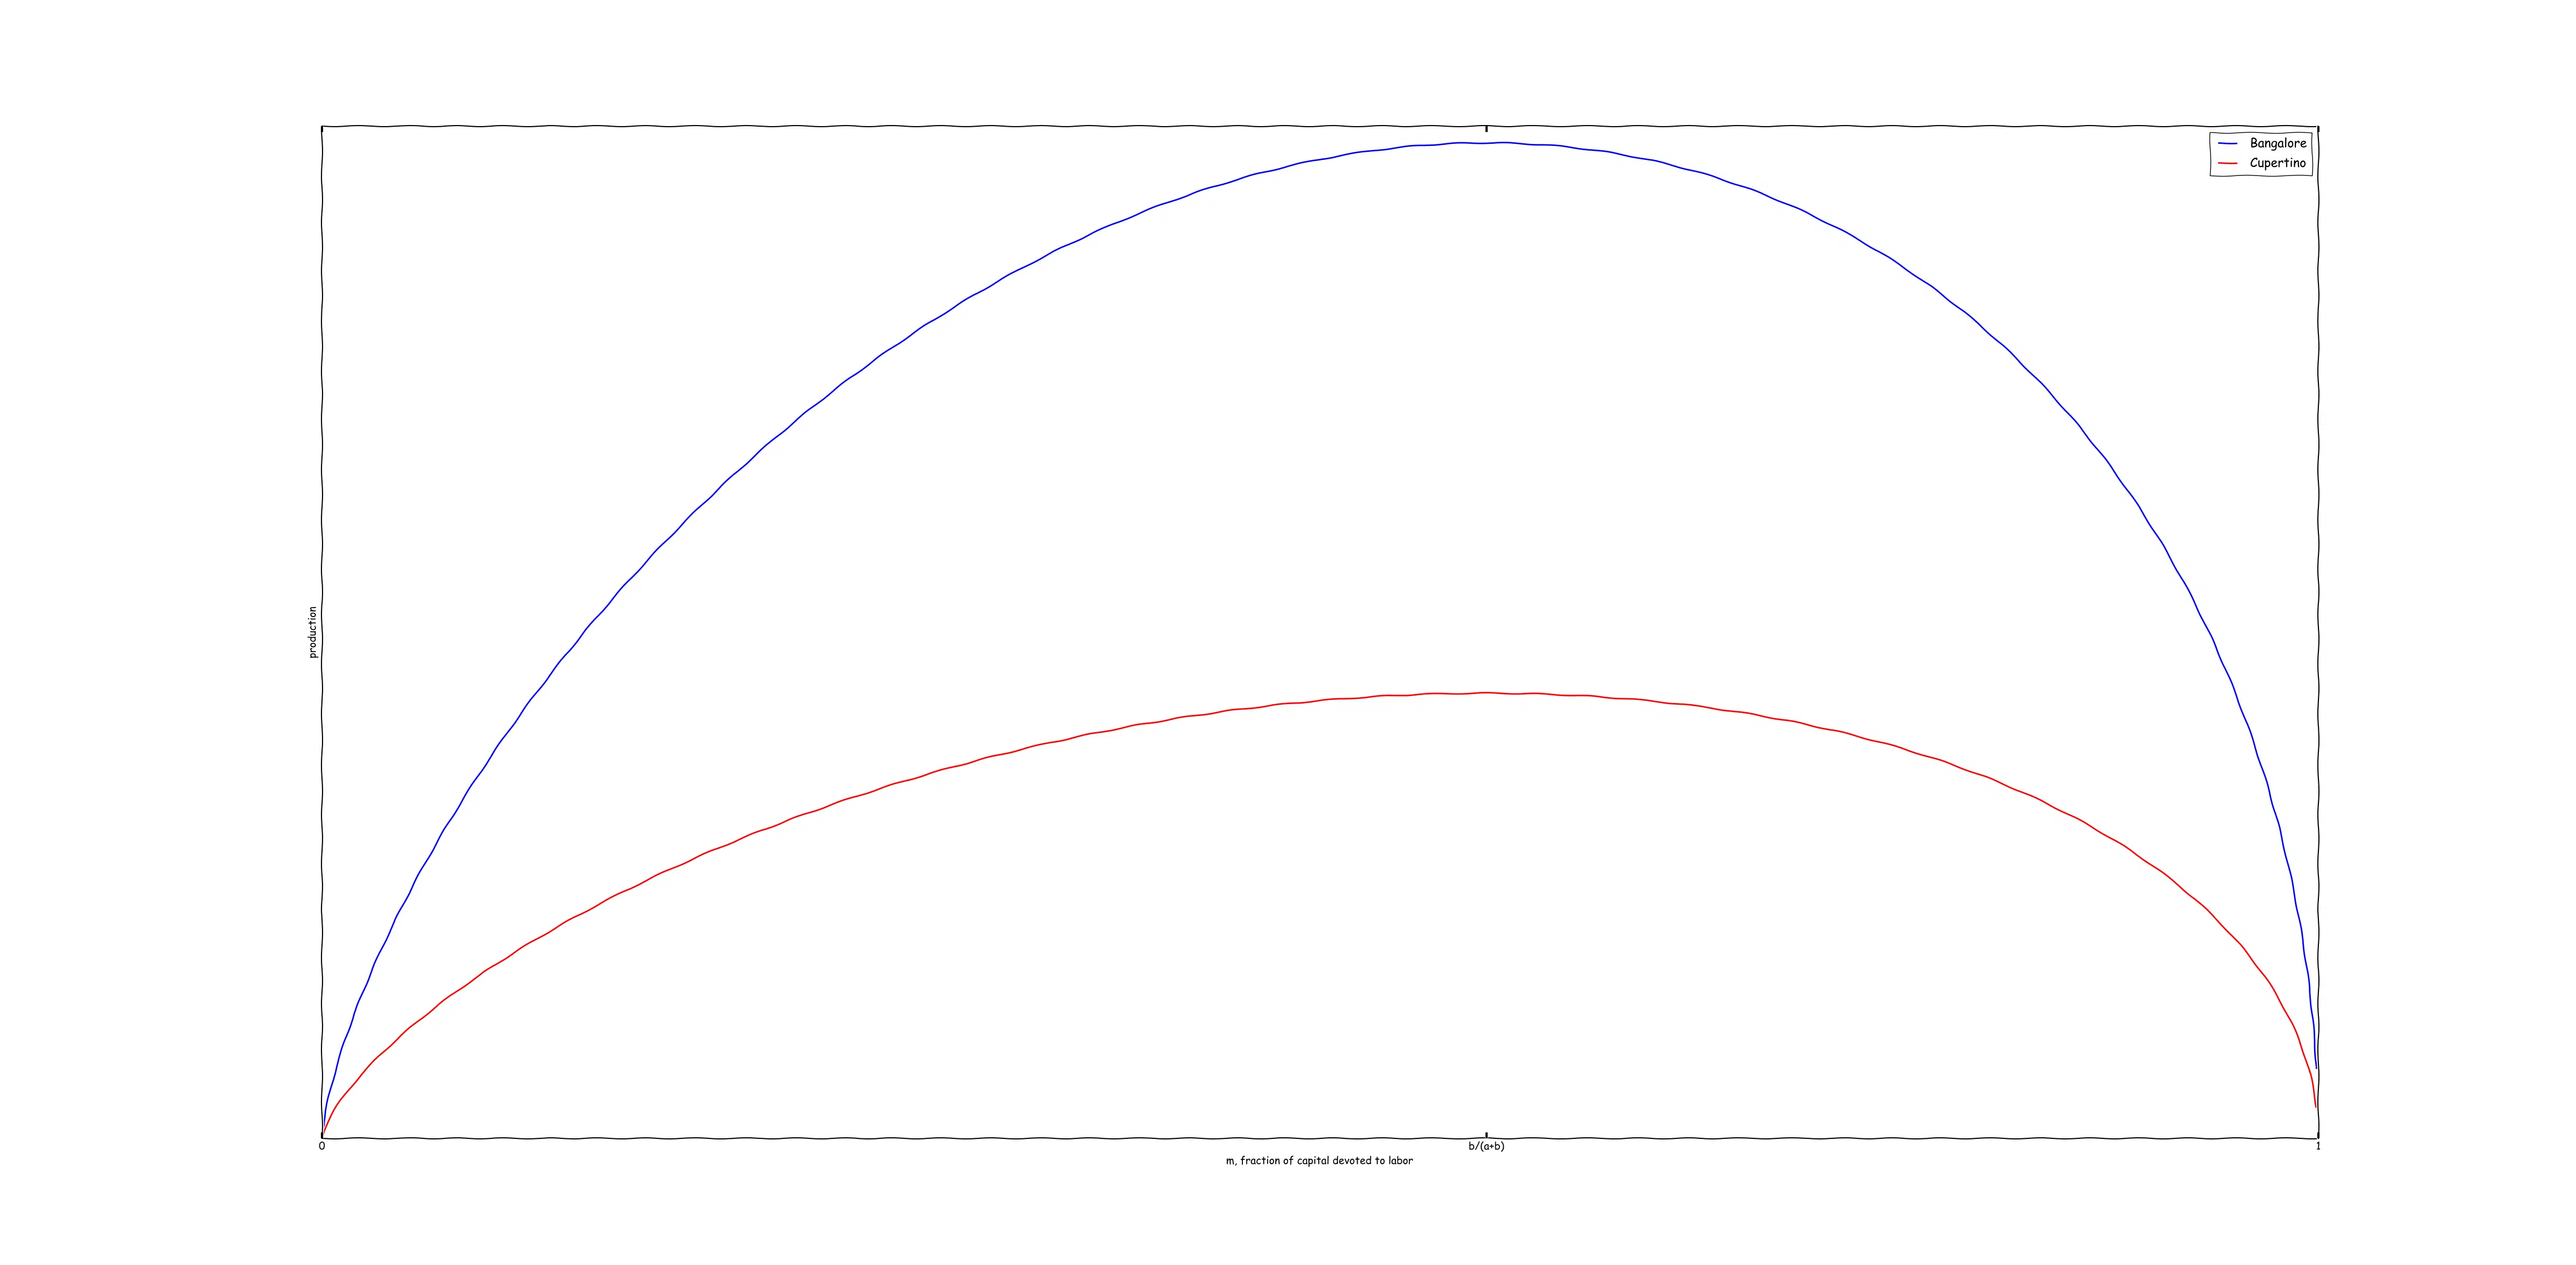 Bangalore
Cupertino
production
0
b/(a+b)
1
m, fraction of capital devoted to labor